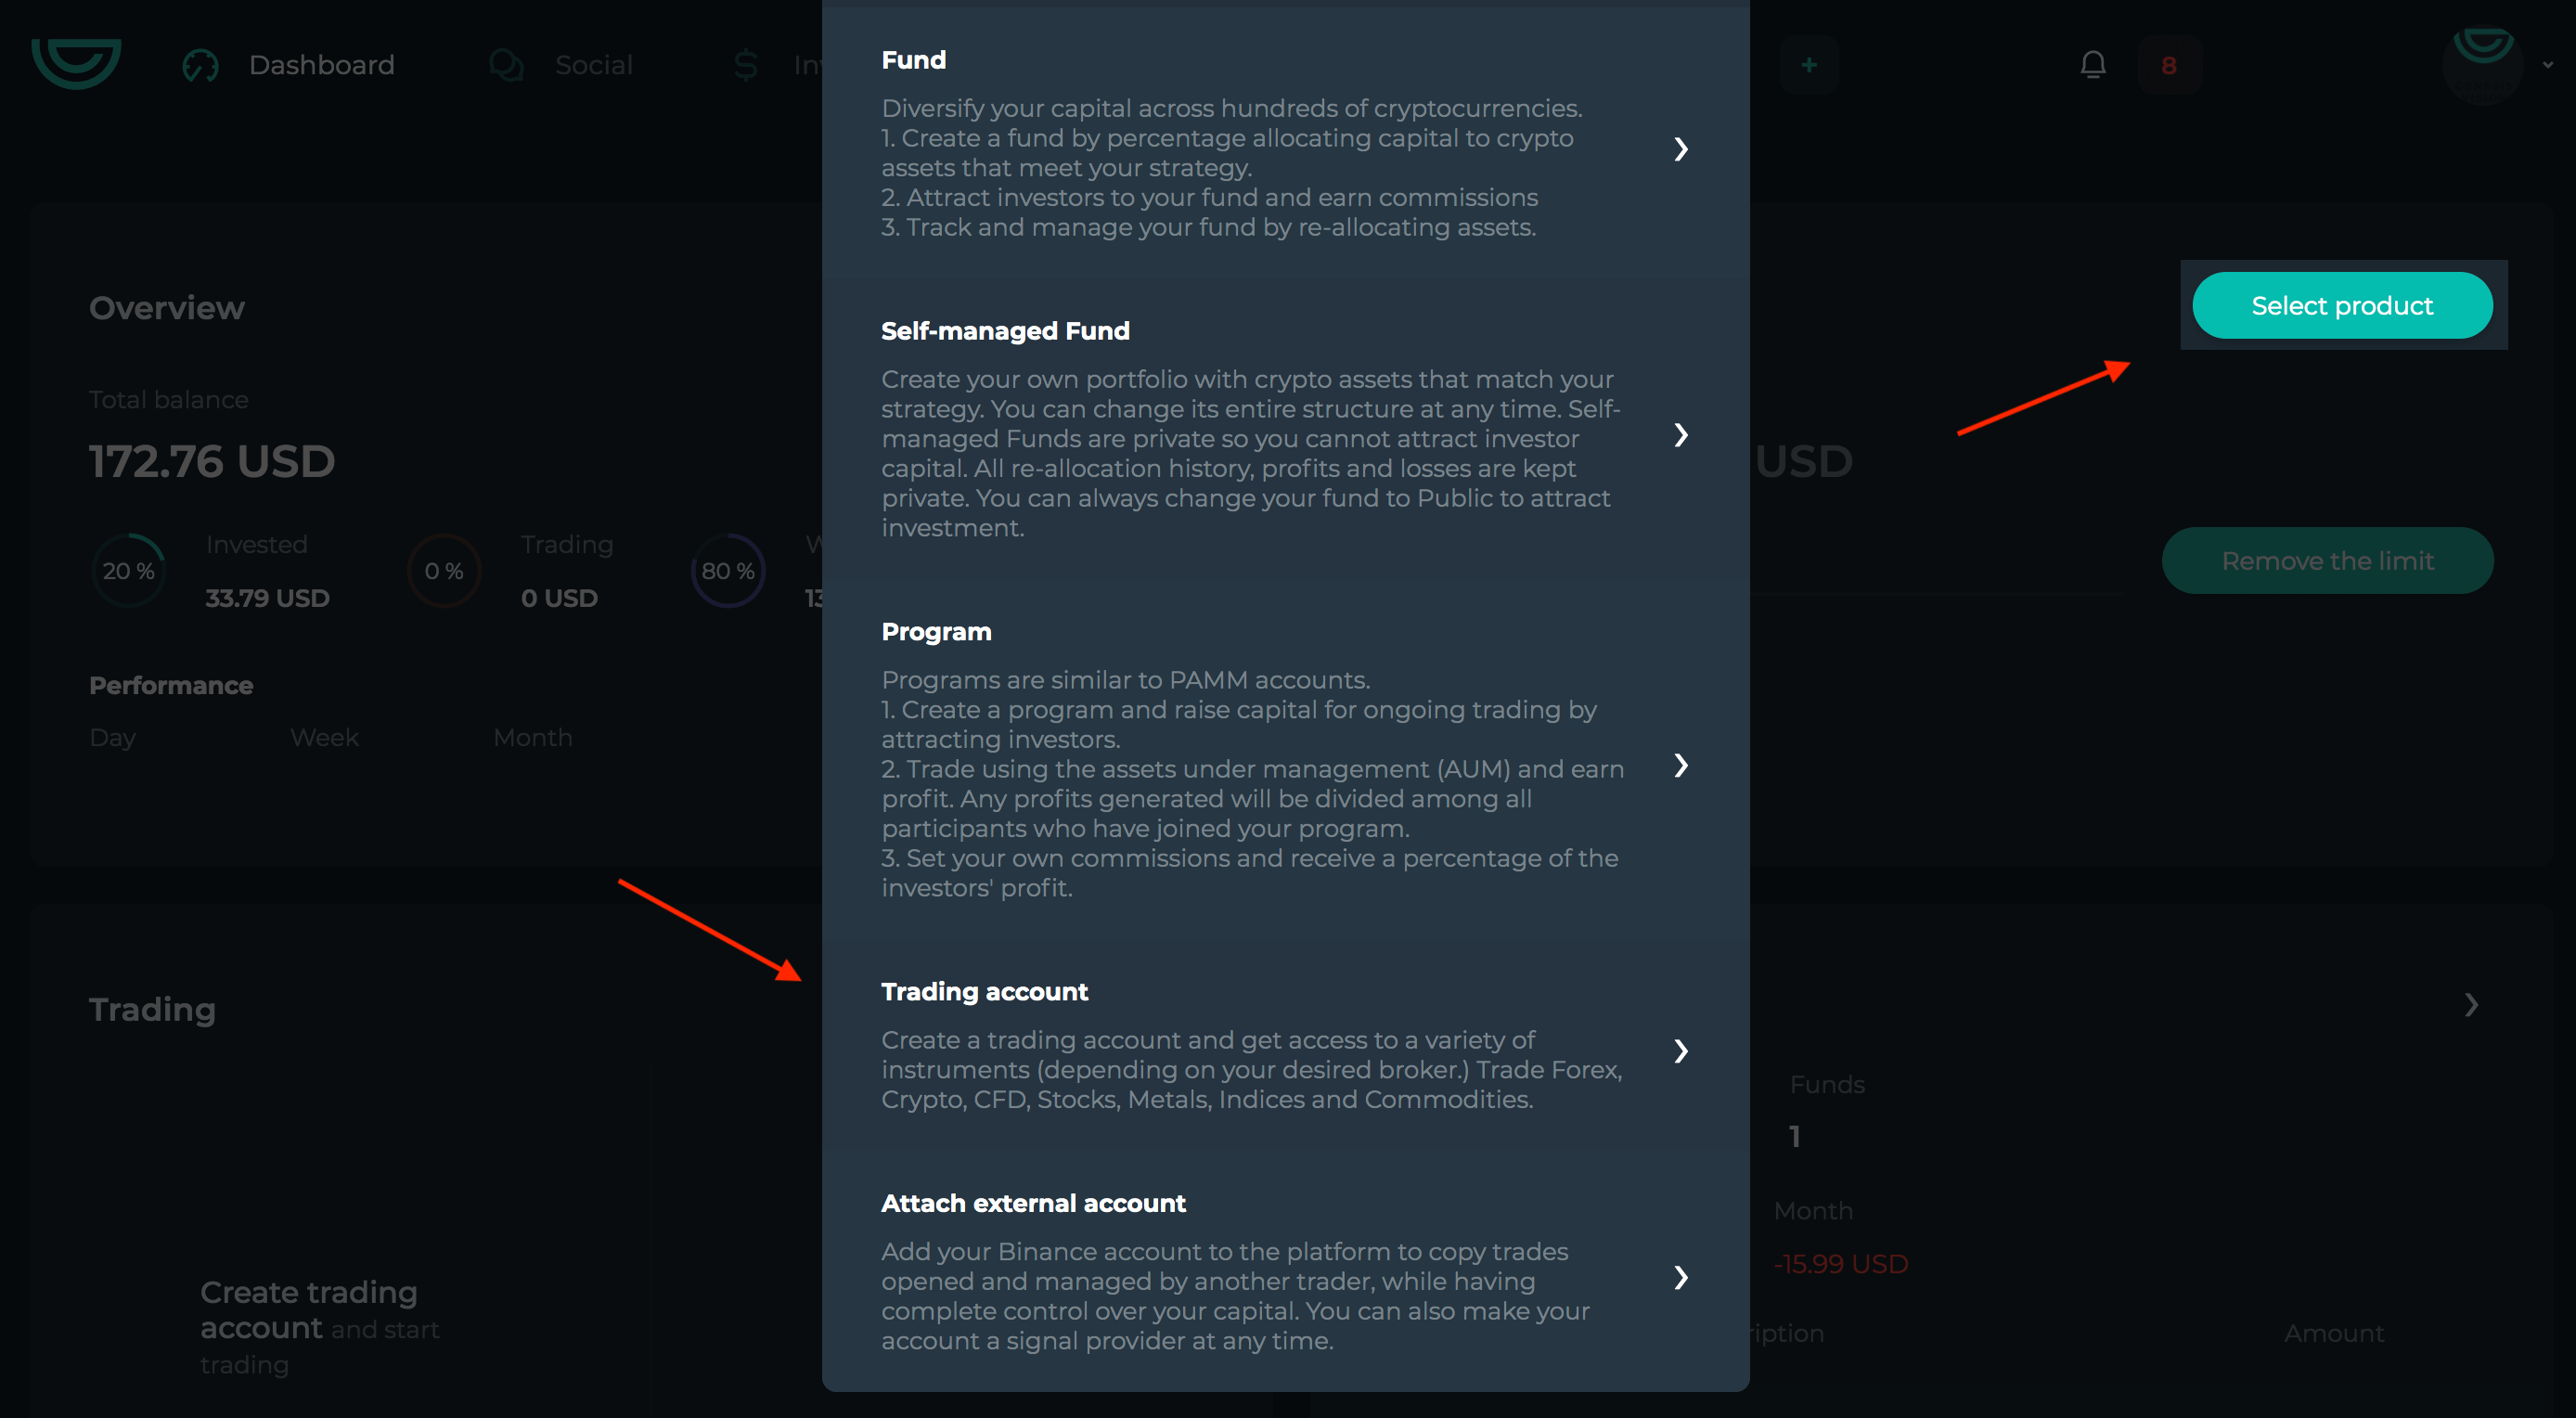 Dashboard
Social
8
Overview
Total balance
172.76 USD
20 %
Invested
33.79 USD
0 %
Trading
0 USD
80 %
Performance
Day
Week
Month
Trading
Create trading
account and start
trading
Fund
Diversify your capital across hundreds of cryptocurrencies.
1. Create a fund by percentage allocating capital to crypto
assets that meet your strategy.
2. Attract investors to your fund and earn commissions
3. Track and manage your fund by re-allocating assets.
Self-managed Fund
Create your own portfolio with crypto assets that match your
strategy. You can change its entire structure at any time. Self-
managed Funds are private so you cannot attract investor
capital. All re-allocation history, profits and losses are kept
private. You can always change your fund to Public to attract
investment.
Program
Programs are similar to PAMM accounts.
1. Create a program and raise capital for ongoing trading by
attracting investors.
2. Trade using the assets under management (AUM) and earn
profit. Any profits generated will be divided among all
participants who have joined your program.
3. Set your own commissions and receive a percentage of the
investors' profit.
Trading account
Create a trading account and get access to a variety of
instruments (depending on your desired broker.) Trade Forex,
Crypto, CFD, Stocks, Metals, Indices and Commodities.
Attach external account
Add your Binance account to the platform to copy trades
opened and managed by another trader, while having
complete control over your capital. You can also make your
account a signal provider at any time.
Select product
USD
Remove the limit
Funds
1
Month
-15.99 USD
Amount